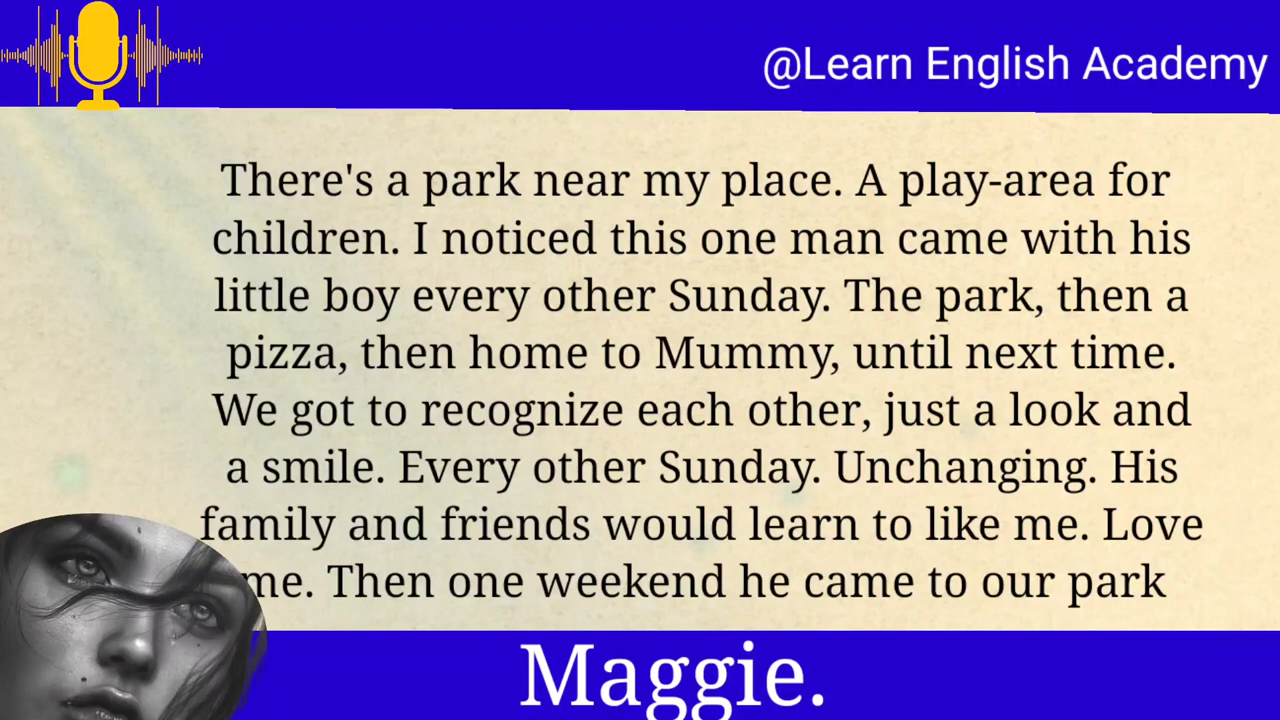 @Learn English Academy
There's a park near my place. A play-area for
children. I noticed this one man came with his
little boy every other Sunday. The park, then a
pizza, then home to Mummy, until next time.
We got to recognize each other, just a look and
a smile. Every other Sunday. Unchanging. His
family and friends would learn to like me. Love
me. Then one weekend he came to our park
Maggie.